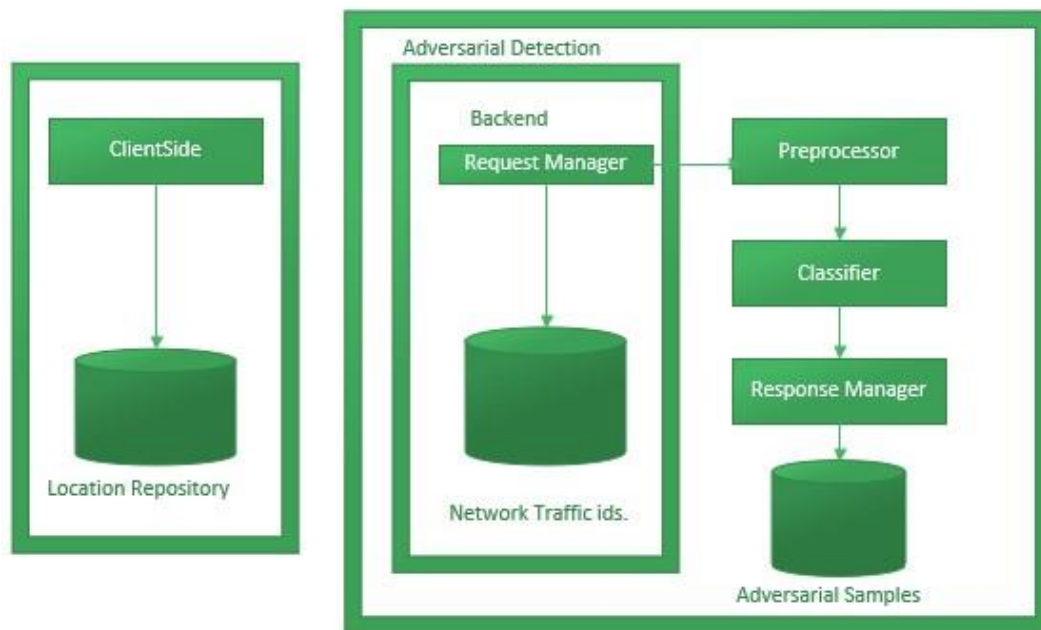 ClientSide
Location Repository
Adversarial Detection
Backend
Request Manager
Network Traffic ids.
Preprocessor
Classifier
Response Manager
Adversarial Samples